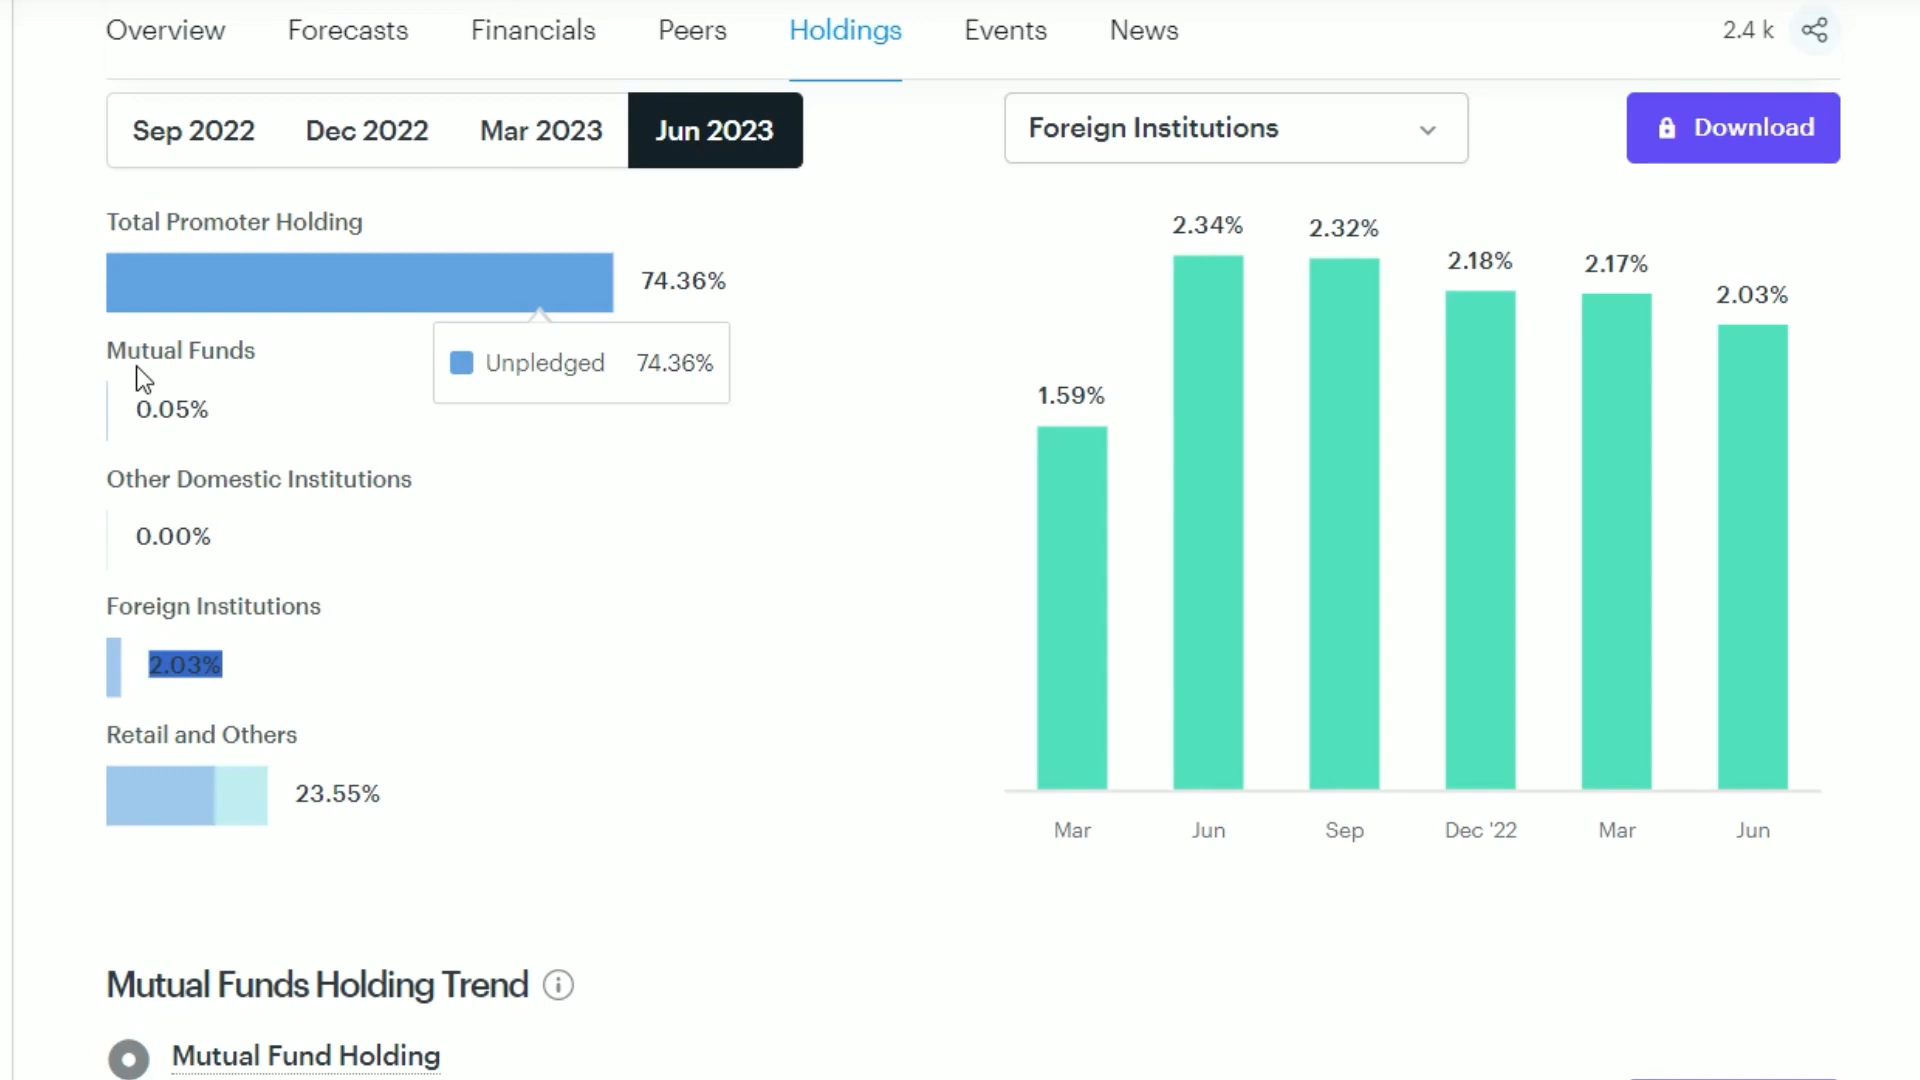 Overview Forecasts Financials Peers Holdings Events News 2.4 k
Sep 2022 Dec 2022 Mar 2023 Jun 2023
Foreign Institutions
Download
Total Promoter Holding
74.36%
Unpledged 74.36%
Mutual Funds
0.05%
Other Domestic Institutions
0.00%
Foreign Institutions
2.03%
Retail and Others
23.55%
1.59% 2.34% 2.32% 2.18% 2.17% 2.03%
Mar Jun Sep Dec '22 Mar Jun
Mutual Funds Holding Trend
Mutual Fund Holding